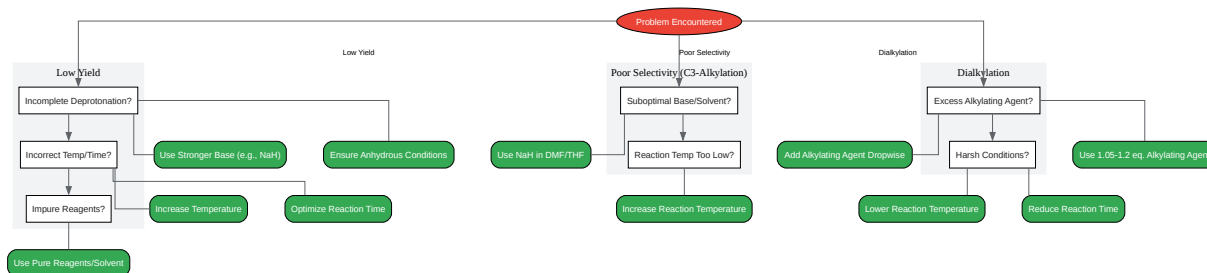 Problem Encountered
Low Yield
Poor Selectivity
Dialkylation
Low Yield
Poor Selectivity (C3-Alkylation)
Dialkylation
Incomplete Deprotonation?
Suboptimal Base/Solvent?
Excess Alkylating Agent?
Incorrect Temp/Time?
Use Stronger Base (e.g., NaH)
Ensure Anhydrous Conditions
Use NaH in DMF/THF
Reaction Temp Too Low?
Add Alkylating Agent Dropwise
Harsh Conditions?
Use 1.05-1.2 eq. Alkylating Agen
Impure Reagents?
Increase Temperature
Optimize Reaction Time
Increase Reaction Temperature
Lower Reaction Temperature
Reduce Reaction Time
Use Pure Reagents/Solvent